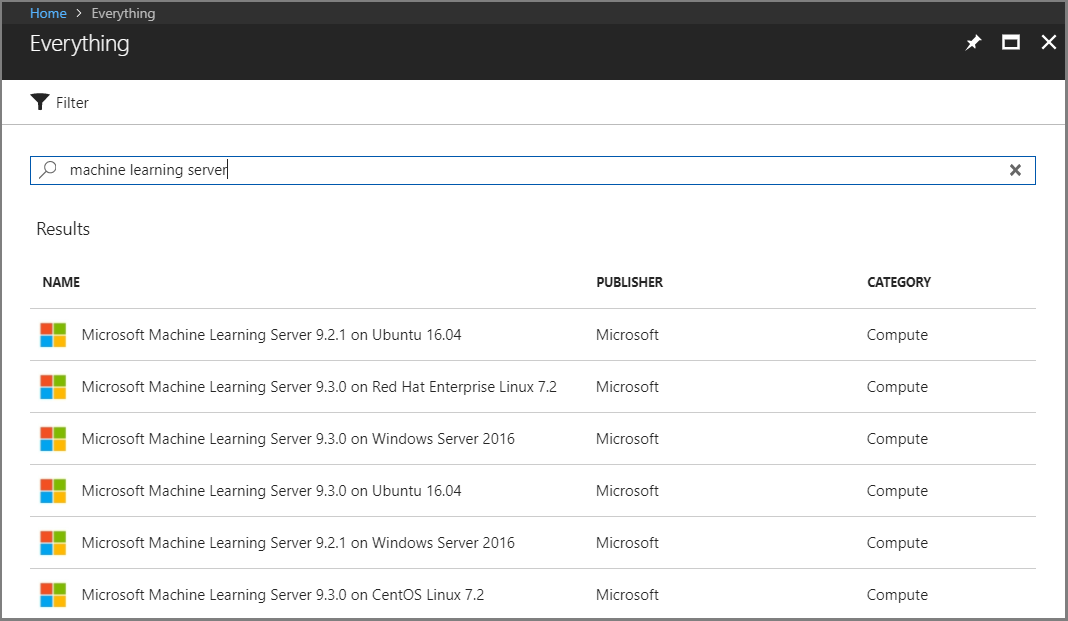 Home > Everything
Everything
Filter
machine learning server
Results
NAME PUBLISHER CATEGORY
Microsoft Machine Learning Server 9.2.1 on Ubuntu 16.04 Microsoft Compute
Microsoft Machine Learning Server 9.3.0 on Red Hat Enterprise Linux 7.2 Microsoft Compute
Microsoft Machine Learning Server 9.3.0 on Windows Server 2016 Microsoft Compute
Microsoft Machine Learning Server 9.3.0 on Ubuntu 16.04 Microsoft Compute
Microsoft Machine Learning Server 9.2.1 on Windows Server 2016 Microsoft Compute
Microsoft Machine Learning Server 9.3.0 on CentOS Linux 7.2 Microsoft Compute